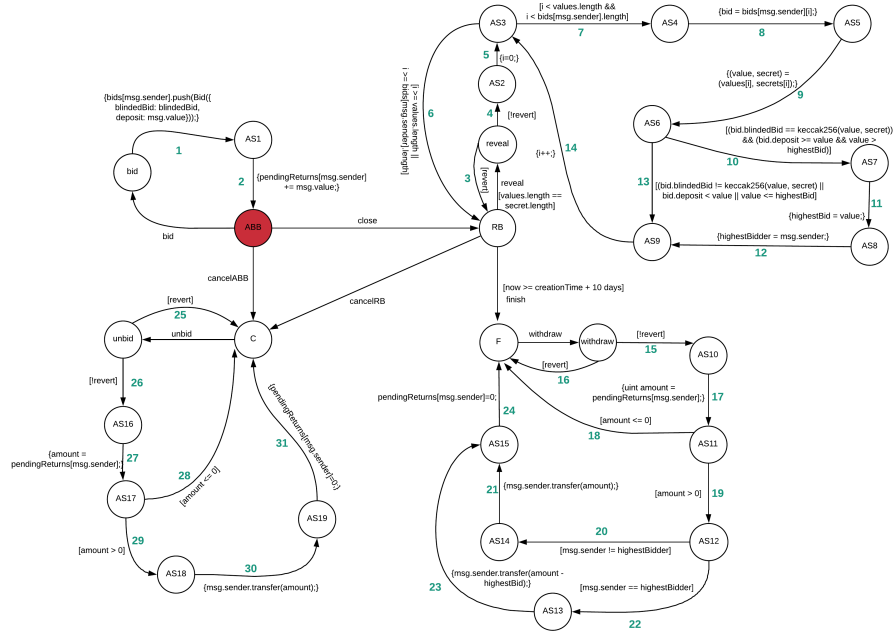 {bids[msg.sender].push(Bid({
blindedBid: blindedBid,
deposit: msg.value}));}
1
AS1
bid
2
{pendingReturns[msg.sender]
+= msg.value;}
ABB
bid
close
cancelABB
cancelRB
[revert]
25
unbid
unbid
C
[!revert]
26
AS16
{amount =
pendingReturns[msg.sender];}
27
AS17
28
[amount <= 0]
29
[amount > 0]
AS18
30
{msg.sender.transfer(amount);}
AS19
31
{pendingReturns[msg.sender]=0;}
AS3
[i < values.length &&
i < bids[msg.sender].length]
7
AS4
{bid = bids[msg.sender][i];}
8
AS5
5
{i=0;}
AS2
[i >= values.length ||
i >= bids[msg.sender].length]
6
4
[!revert]
reveal
3
[revert]
reveal
[values.length ==
secret.length]
RB
14
{i++;}
{(value, secret) =
(values[i], secrets[i]);}
9
AS6
[(bid.blindedBid == keccak256(value, secret))
&& (bid.deposit >= value && value >
highestBid)]
10
AS7
13
[(bid.blindedBid != keccak256(value, secret) ||
bid.deposit < value || value <= highestBid)]
11
{highestBid = value;}
{highestBidder = msg.sender;}
12
AS9
AS8
[now >= creationTime + 10 days]
finish
F
withdraw
withdraw
[revert]
16
[!revert]
15
AS10
{uint amount =
pendingReturns[msg.sender];}
17
pendingReturns[msg.sender]=0;
24
[amount <= 0]
18
AS11
AS15
[amount > 0]
19
21
{msg.sender.transfer(amount);}
20
AS14
[msg.sender != highestBidder]
AS12
23
{msg.sender.transfer(amount -
highestBid);}
[msg.sender == highestBidder]
AS13
22